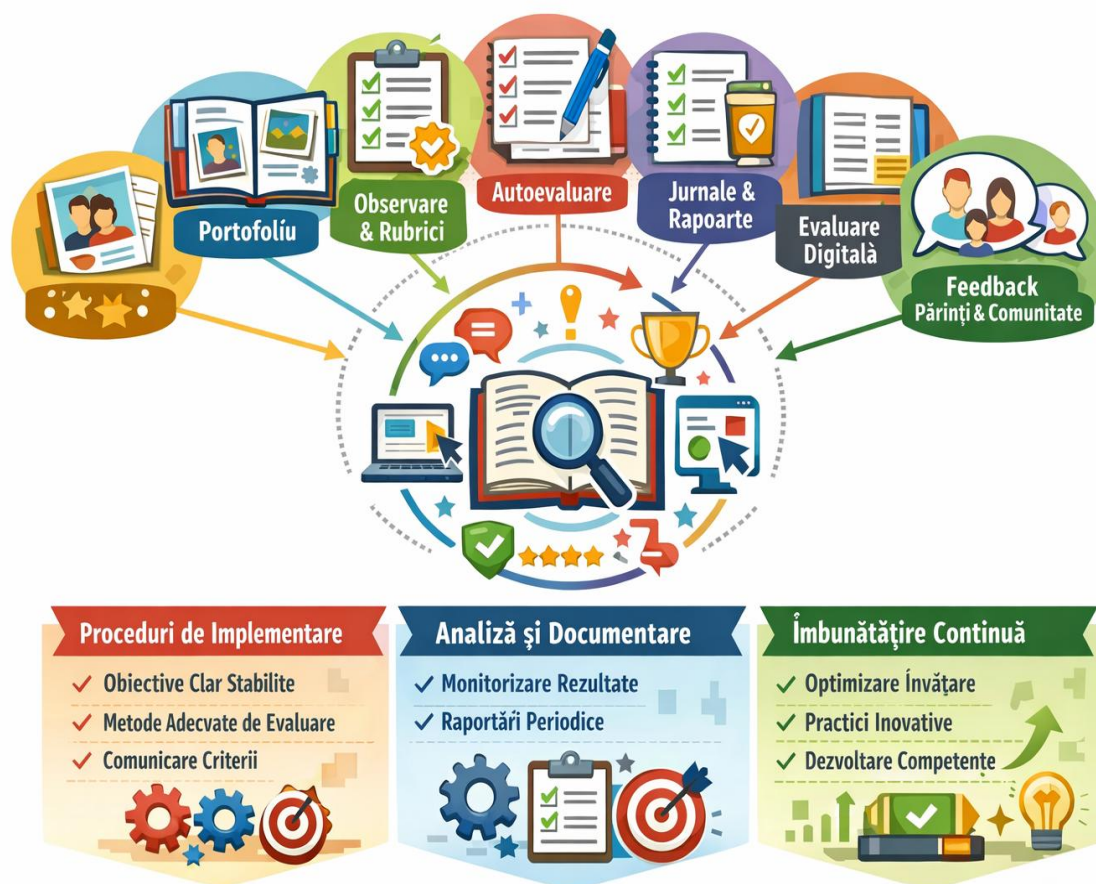 Portofoliu
Observare
& Rubrici
Autoevaluare
Jurnale &
Rapoarte
Evaluare
Digitalà
Feedback
Părinți & Comunitate
Proceduri de Implementare
Obiective Clar Stabilite
Metode Adecvate de Evaluare
Comunicare Criterii
Analiză și Documentare
Monitorizare Rezultate
Raportări Periodice
Îmbunătățire Continuă
Optimizare Învățare
Practici Inovative
Dezvoltare Competențe